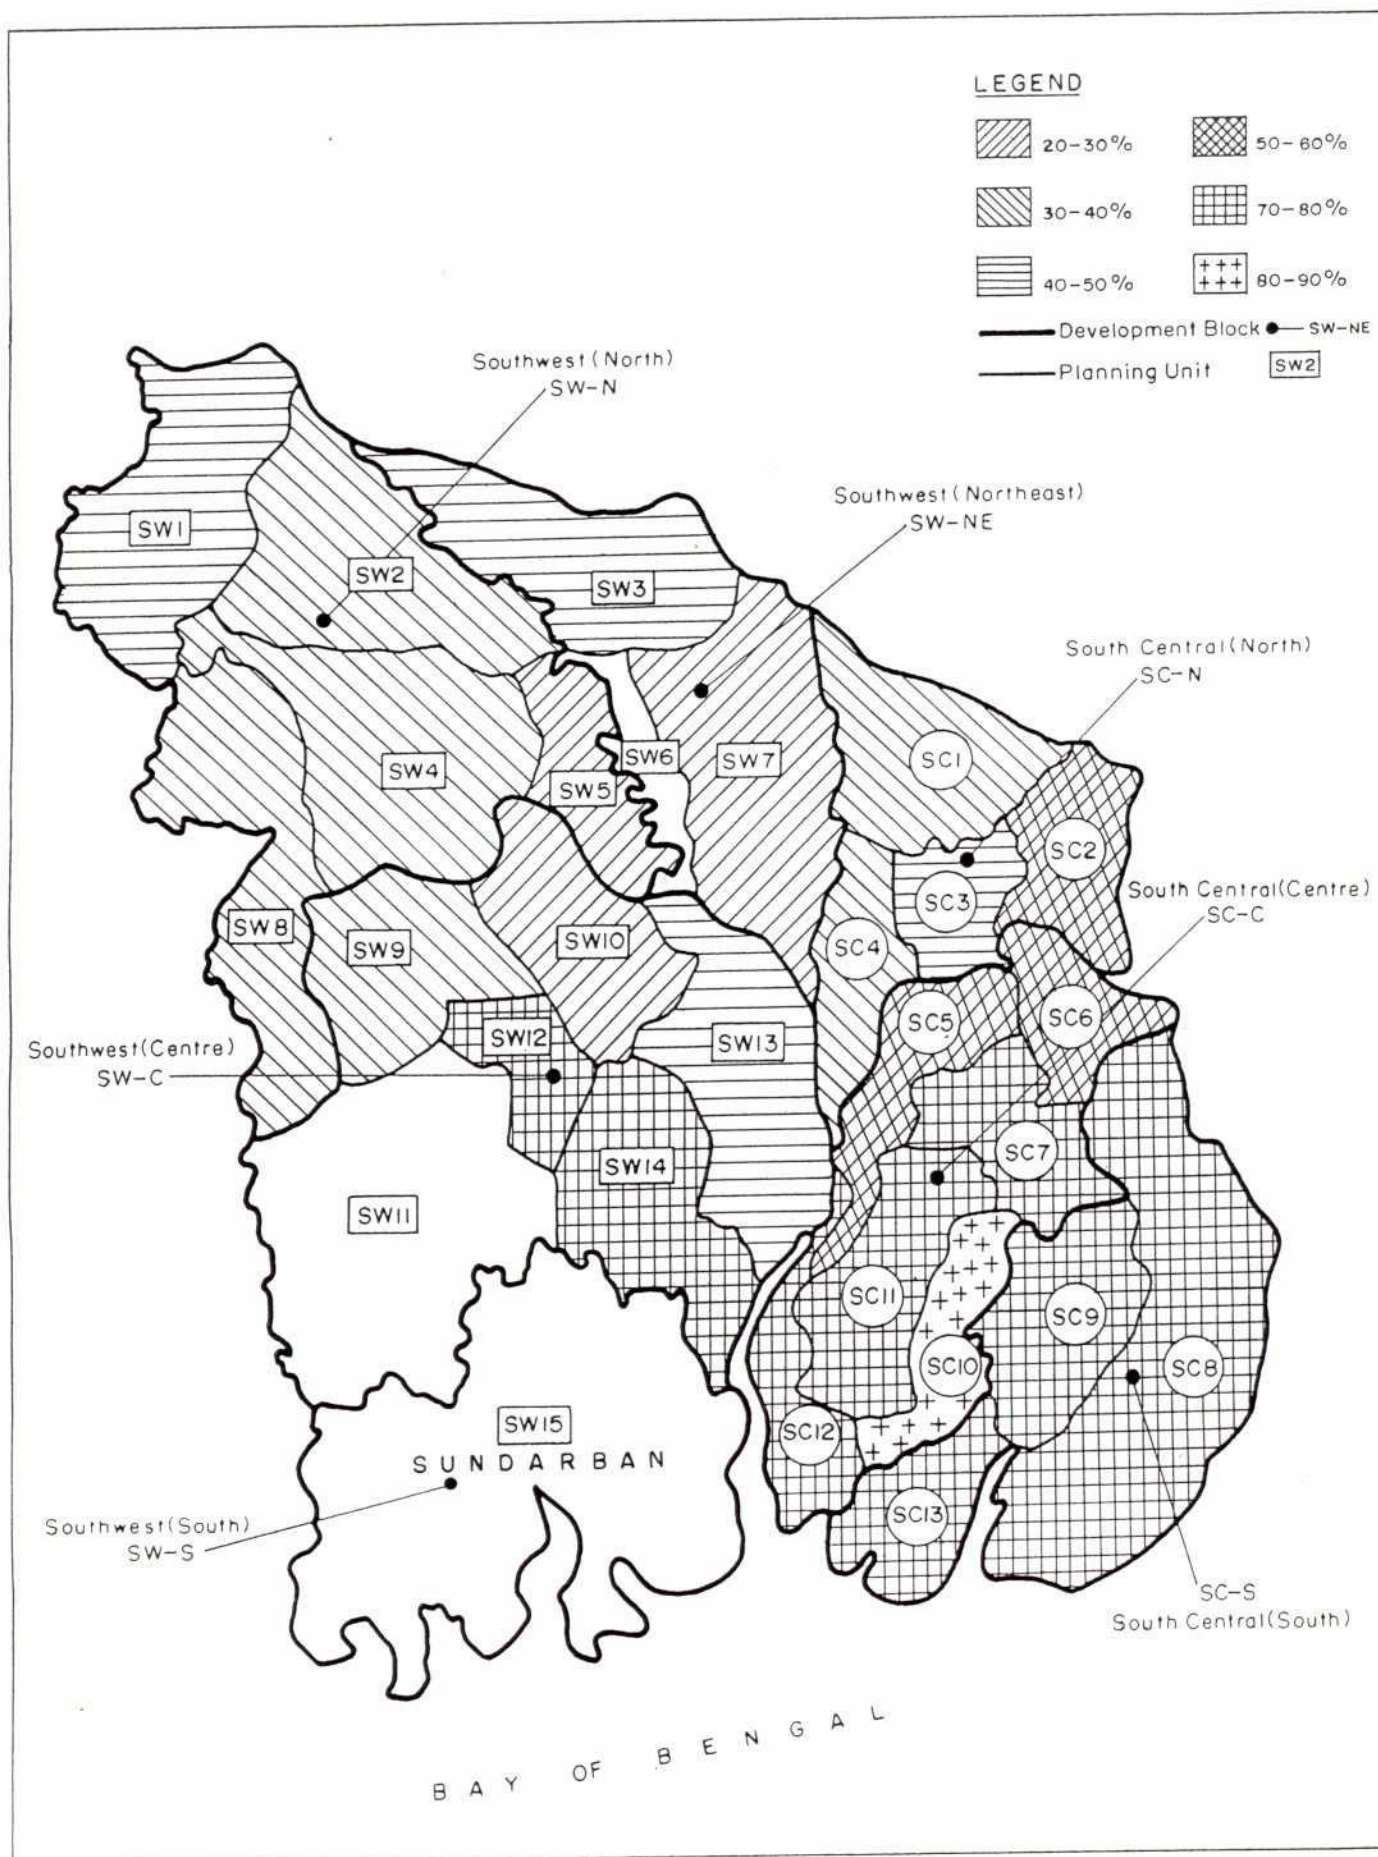 LEGEND
20-30%
50-60%
30-40%
70-80%
40-50%
80-90%
Development Block
SW-NE
Planning Unit
SW2
Southwest(North)
SW-N
Southwest(Northeast)
SW-NE
South Central(North)
SC-N
South Central(Centre)
SC-C
Southwest(Centre)
SW-C
Southwest(South)
SW-S
SC-S
South Central(South)
SW1
SW2
SW3
SW4
SW5
SW6
SW7
SW8
SW9
SW10
SW11
SW12
SW13
SW14
SW15
SUNDARBAN
SC1
SC2
SC3
SC4
SC5
SC6
SC7
SC8
SC9
SC10
SC11
SC12
SC13
BAY OF BENGAL